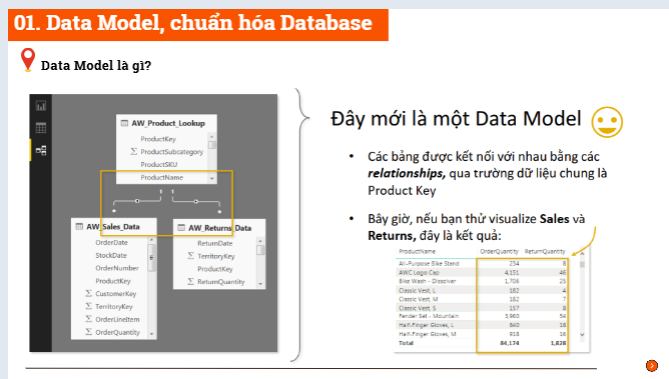 01. Data Model, chuẩn hóa Database
Data Model là gì?
AW_Product_Lookup
ProductKey
Σ ProductSubcategory
ProductSKU
ProductName
1 1
AW_Sales_Data
OrderDate
StockDate
OrderNumber
ProductKey
Σ CustomerKey
Σ TerritoryKey
Σ OrderLineItem
Σ OrderQuantity
AW_Returns_Data
ReturnDate
Σ TerritoryKey
ProductKey
Σ ReturnQuantity
Đây mới là một Data Model
• Các bảng được kết nối với nhau bằng các
relationships, qua trường dữ liệu chung là
Product Key
• Bây giờ, nếu bạn thử visualize Sales và
Returns, đây là kết quả:
ProductName OrderQuantity ReturnQuantity
All-Purpose Bike Stand 234 8
AWC Logo Cap 4,151 46
Bike Wash - Dissolver 1,706 25
Classic Vest, L 182 4
Classic Vest, M 182 7
Classic Vest, S 157 8
Fender Set - Mountain 3,960 54
Half-Finger Gloves, L 840 18
Half-Finger Gloves, M 918 16
Total 84,174 1,828